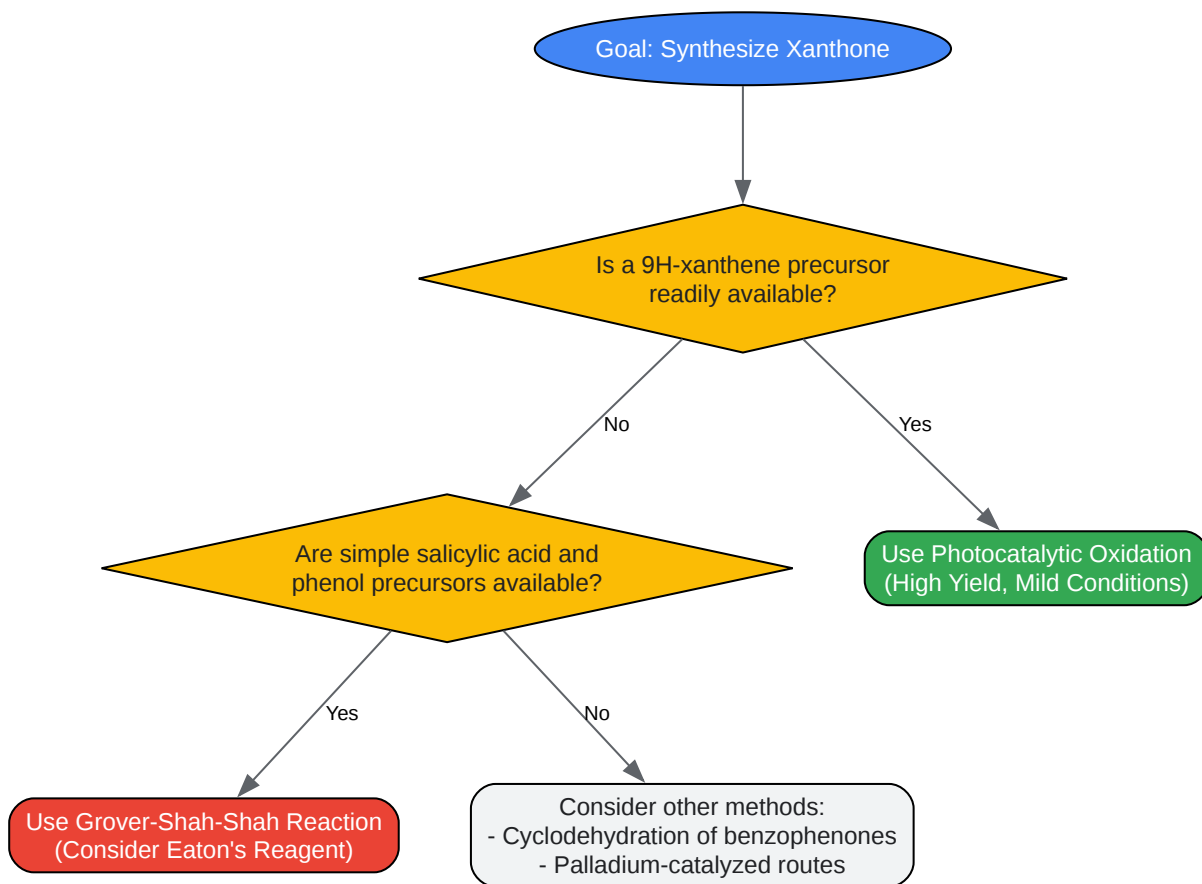 Goal: Synthesize Xanthone
Is a 9H-xanthene precursor
readily available?
No
Yes
Are simple salicylic acid and
phenol precursors available?
Use Photocatalytic Oxidation
(High Yield, Mild Conditions)
Yes
No
Use Grover-Shah-Shah Reaction
(Consider Eaton's Reagent)
Consider other methods:
- Cyclodehydration of benzophenones
- Palladium-catalyzed routes